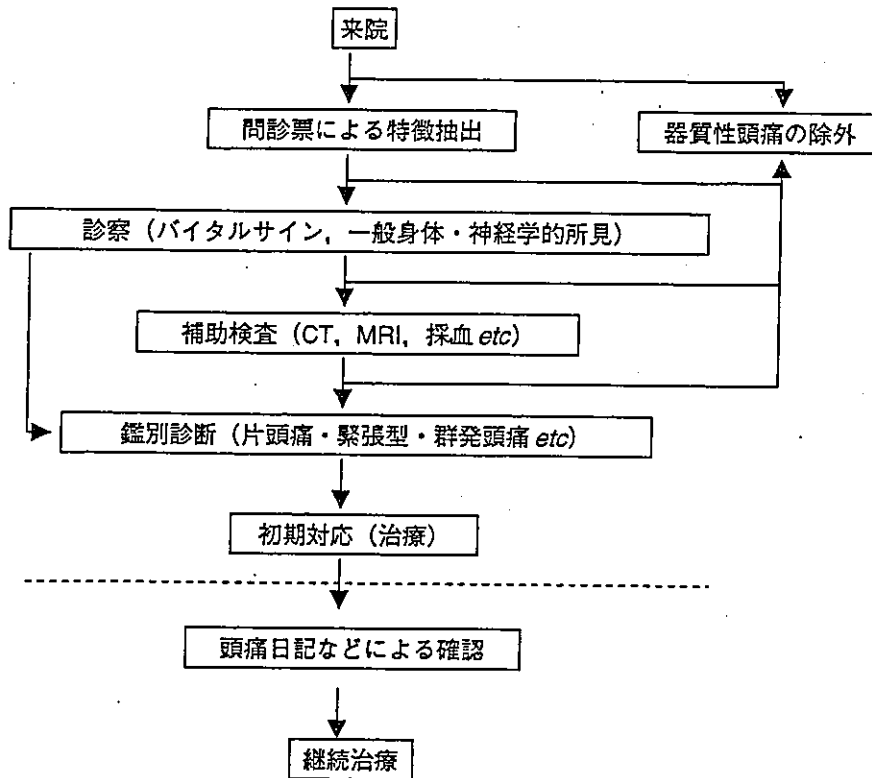 来院
問診票による特徴抽出
器質性頭痛の除外
診察（バイタルサイン，一般身体・神経学的所見）
補助検査（CT，MRI，採血 etc）
鑑別診断（片頭痛・緊張型・群発頭痛 etc）
初期対応（治療）
頭痛日記などによる確認
継続治療